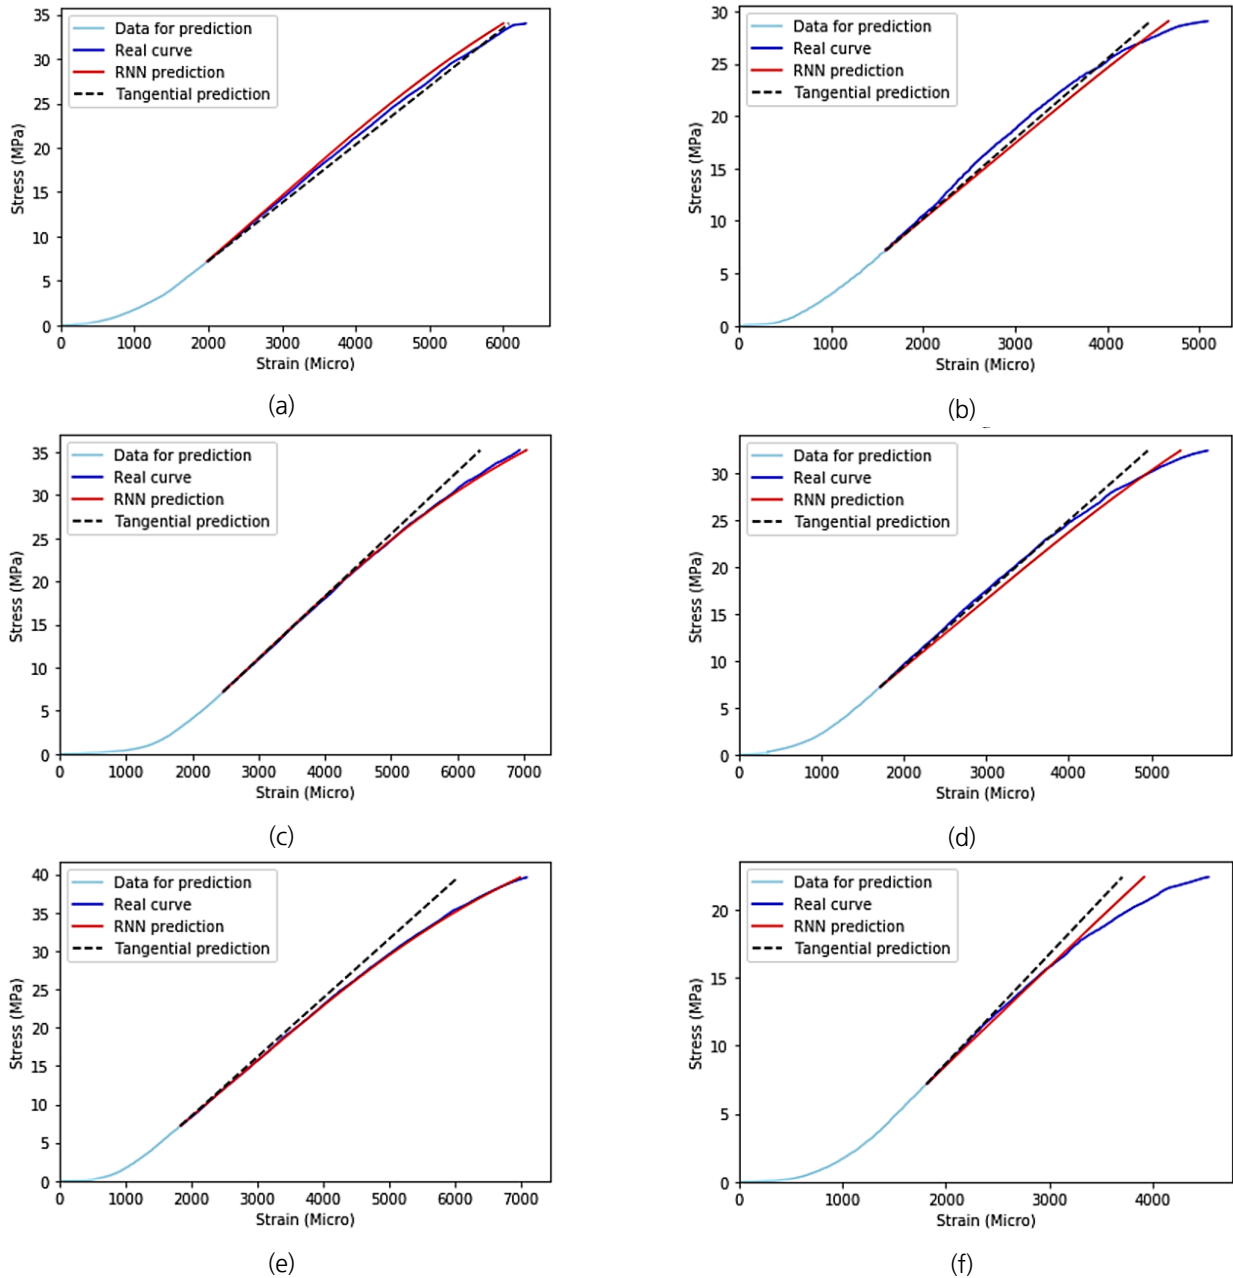 Data for prediction
Real curve
RNN prediction
Tangential prediction
Stress (MPa)
35
30
25
20
15
10
5
0
0 1000 2000 3000 4000 5000 6000
Strain (Micro)
(a)
Data for prediction
Real curve
RNN prediction
Tangential prediction
Stress (MPa)
30
25
20
15
10
5
0
0 1000 2000 3000 4000 5000
Strain (Micro)
(b)
Data for prediction
Real curve
RNN prediction
Tangential prediction
Stress (MPa)
35
30
25
20
15
10
5
0
0 1000 2000 3000 4000 5000 6000 7000
Strain (Micro)
(c)
Data for prediction
Real curve
RNN prediction
Tangential prediction
Stress (MPa)
30
25
20
15
10
5
0
0 1000 2000 3000 4000 5000
Strain (Micro)
(d)
Data for prediction
Real curve
RNN prediction
Tangential prediction
Stress (MPa)
40
35
30
25
20
15
10
5
0
0 1000 2000 3000 4000 5000 6000 7000
Strain (Micro)
(e)
Data for prediction
Real curve
RNN prediction
Tangential prediction
Stress (MPa)
20
15
10
5
0
0 1000 2000 3000 4000
Strain (Micro)
(f)